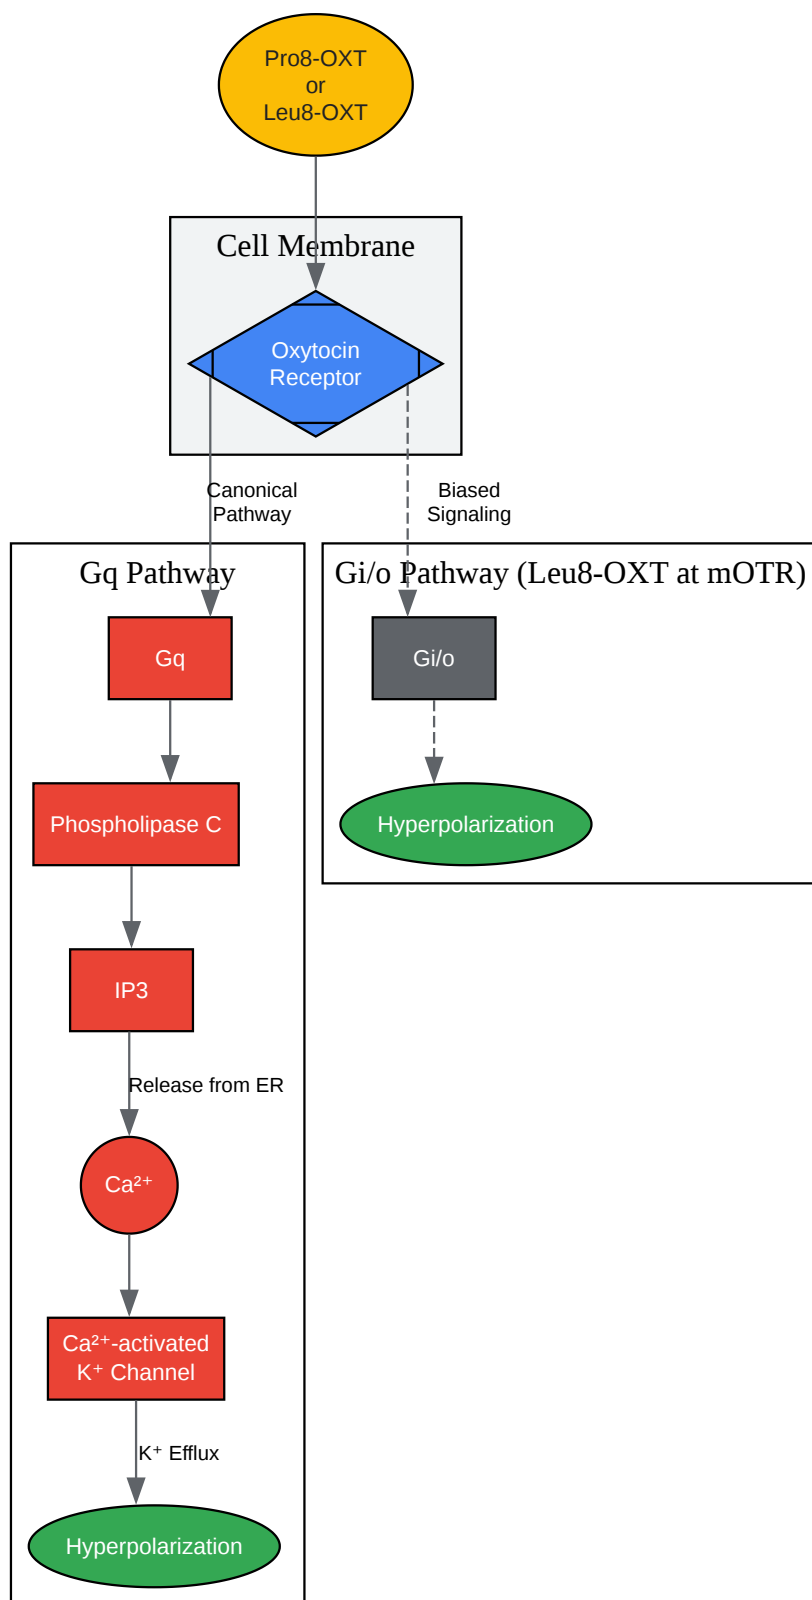 Pro8-OXT
or
Leu8-OXT
Cell Membrane
Oxytocin
Receptor
Canonical
Pathway
Biased
Signaling
Gq Pathway
Gi/o Pathway (Leu8-OXT at mOTR)
Gq
Gi/o
Phospholipase C
Hyperpolarization
IP3
Release from ER
Ca²⁺
Ca²⁺-activated
K⁺ Channel
K⁺ Efflux
Hyperpolarization